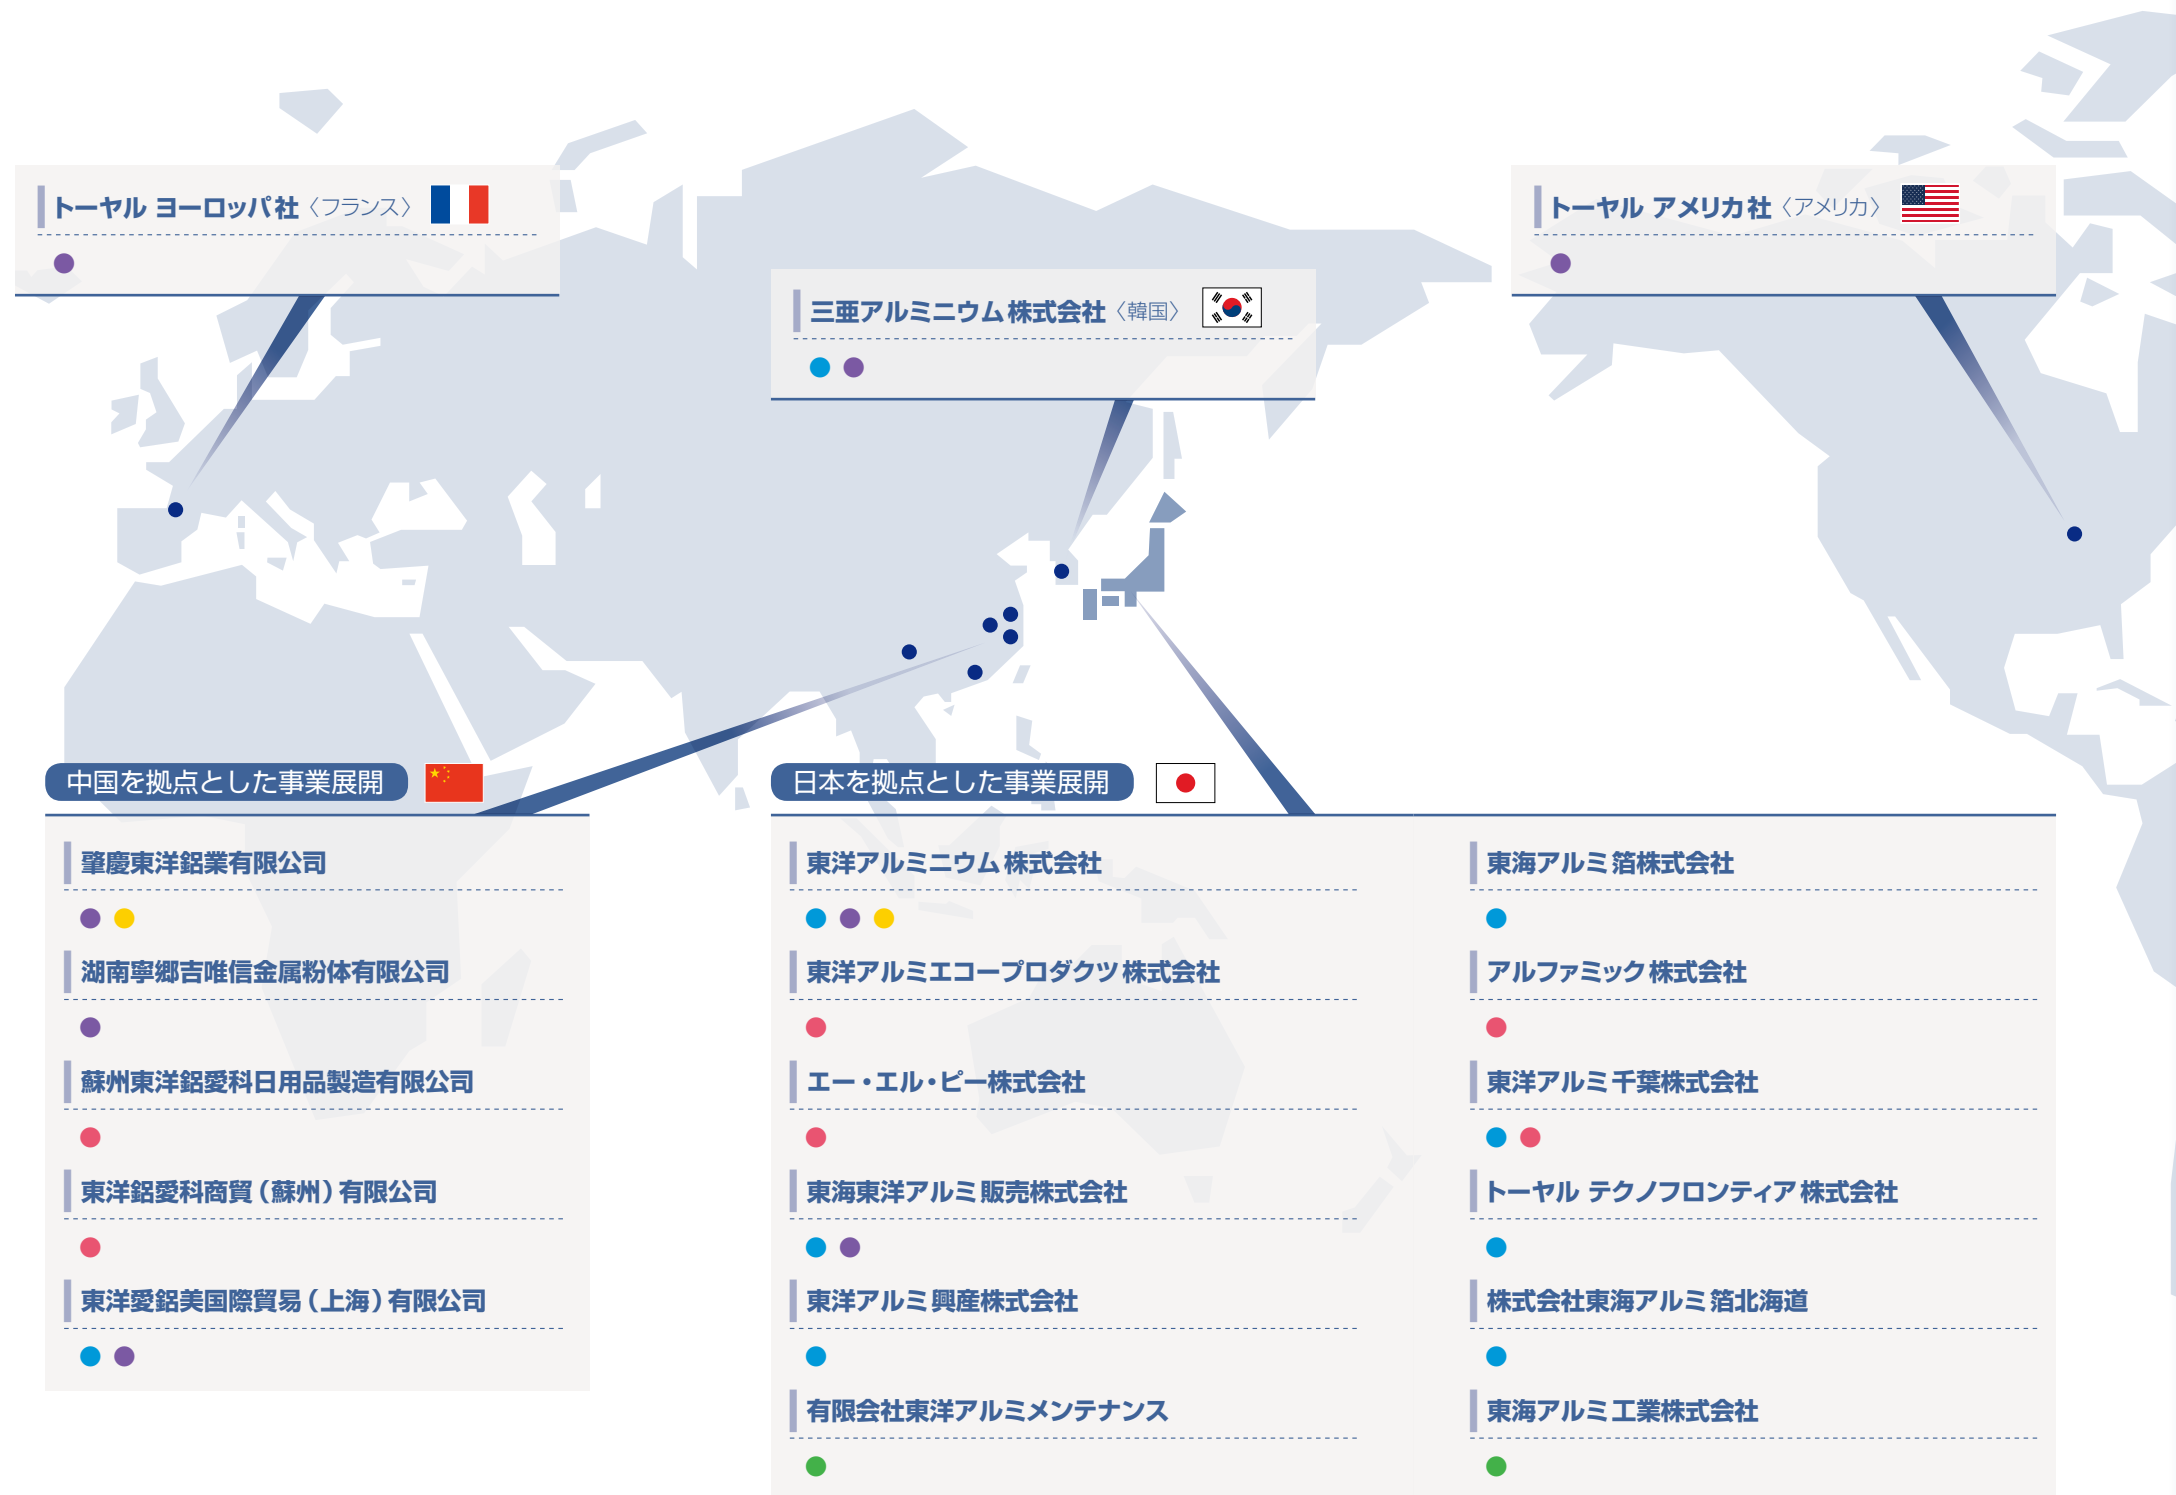 トーヤル ヨーロッパ社〈フランス〉
三亜アルミニウム株式会社〈韓国〉
トーヤル アメリカ社〈アメリカ〉
中国を拠点とした事業展開
肇慶東洋鋁業有限公司
湖南寧郷吉唯信金属粉体有限公司
蘇州東洋鋁愛科日用品製造有限公司
東洋鋁愛科商貿（蘇州）有限公司
東洋愛鋁美国際貿易（上海）有限公司
日本を拠点とした事業展開
東洋アルミニウム株式会社
東洋アルミエコープロダクツ株式会社
エー・エル・ピー株式会社
東海東洋アルミ販売株式会社
東洋アルミ興産株式会社
有限会社東洋アルミメンテナンス
東海アルミ箔株式会社
アルファミック株式会社
東洋アルミ千葉株式会社
トーヤル テクノフロンティア株式会社
株式会社東海アルミ箔北海道
東海アルミ工業株式会社